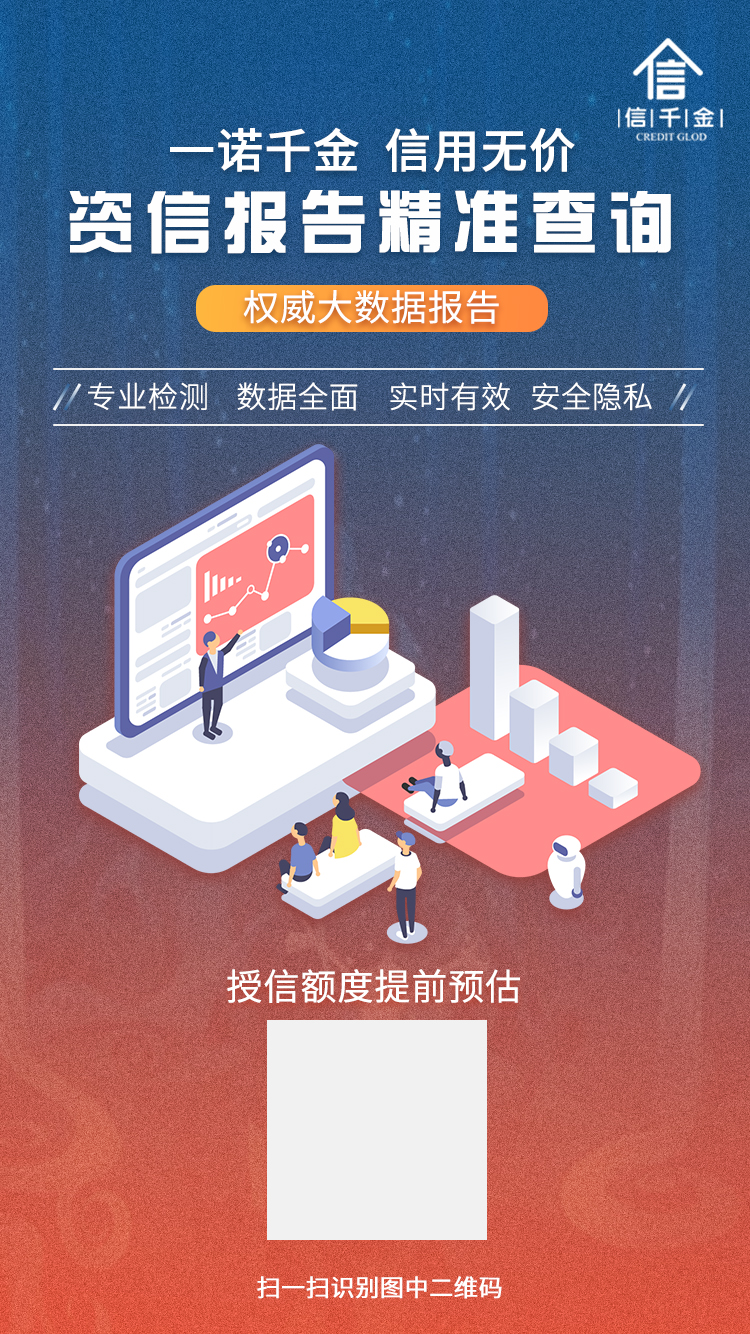 信
信千金
CREDIT GLOD
一诺千金 信用无价
资信报告精准查询
权威大数据报告
专业检测 数据全面 实时有效 安全隐私
授信额度提前预估
扫一扫识别图中二维码